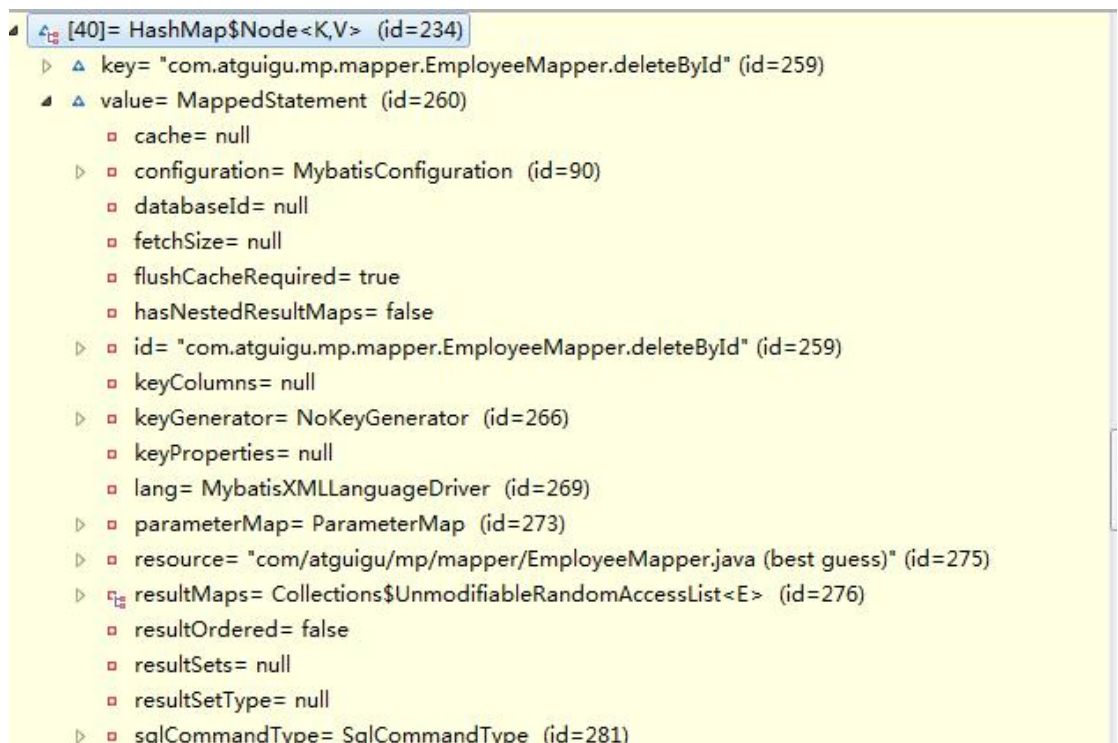 [40]= HashMap$Node<K,V> (id=234)
key= "com.atguigu.mp.mapper.EmployeeMapper.deleteById" (id=259)
value= MappedStatement (id=260)
cache= null
configuration= MybatisConfiguration (id=90)
databaseId= null
fetchSize= null
flushCacheRequired= true
hasNestedResultMaps= false
id= "com.atguigu.mp.mapper.EmployeeMapper.deleteById" (id=259)
keyColumns= null
keyGenerator= NoKeyGenerator (id=266)
keyProperties= null
lang= MybatisXMLLanguageDriver (id=269)
parameterMap= ParameterMap (id=273)
resource= "com/atguigu/mp/mapper/EmployeeMapper.java (best guess)" (id=275)
resultMaps= Collections$UnmodifiableRandomAccessList<E> (id=276)
resultOrdered= false
resultSets= null
resultSetType= null
sqlCommandType= SqlCommandType (id=281)